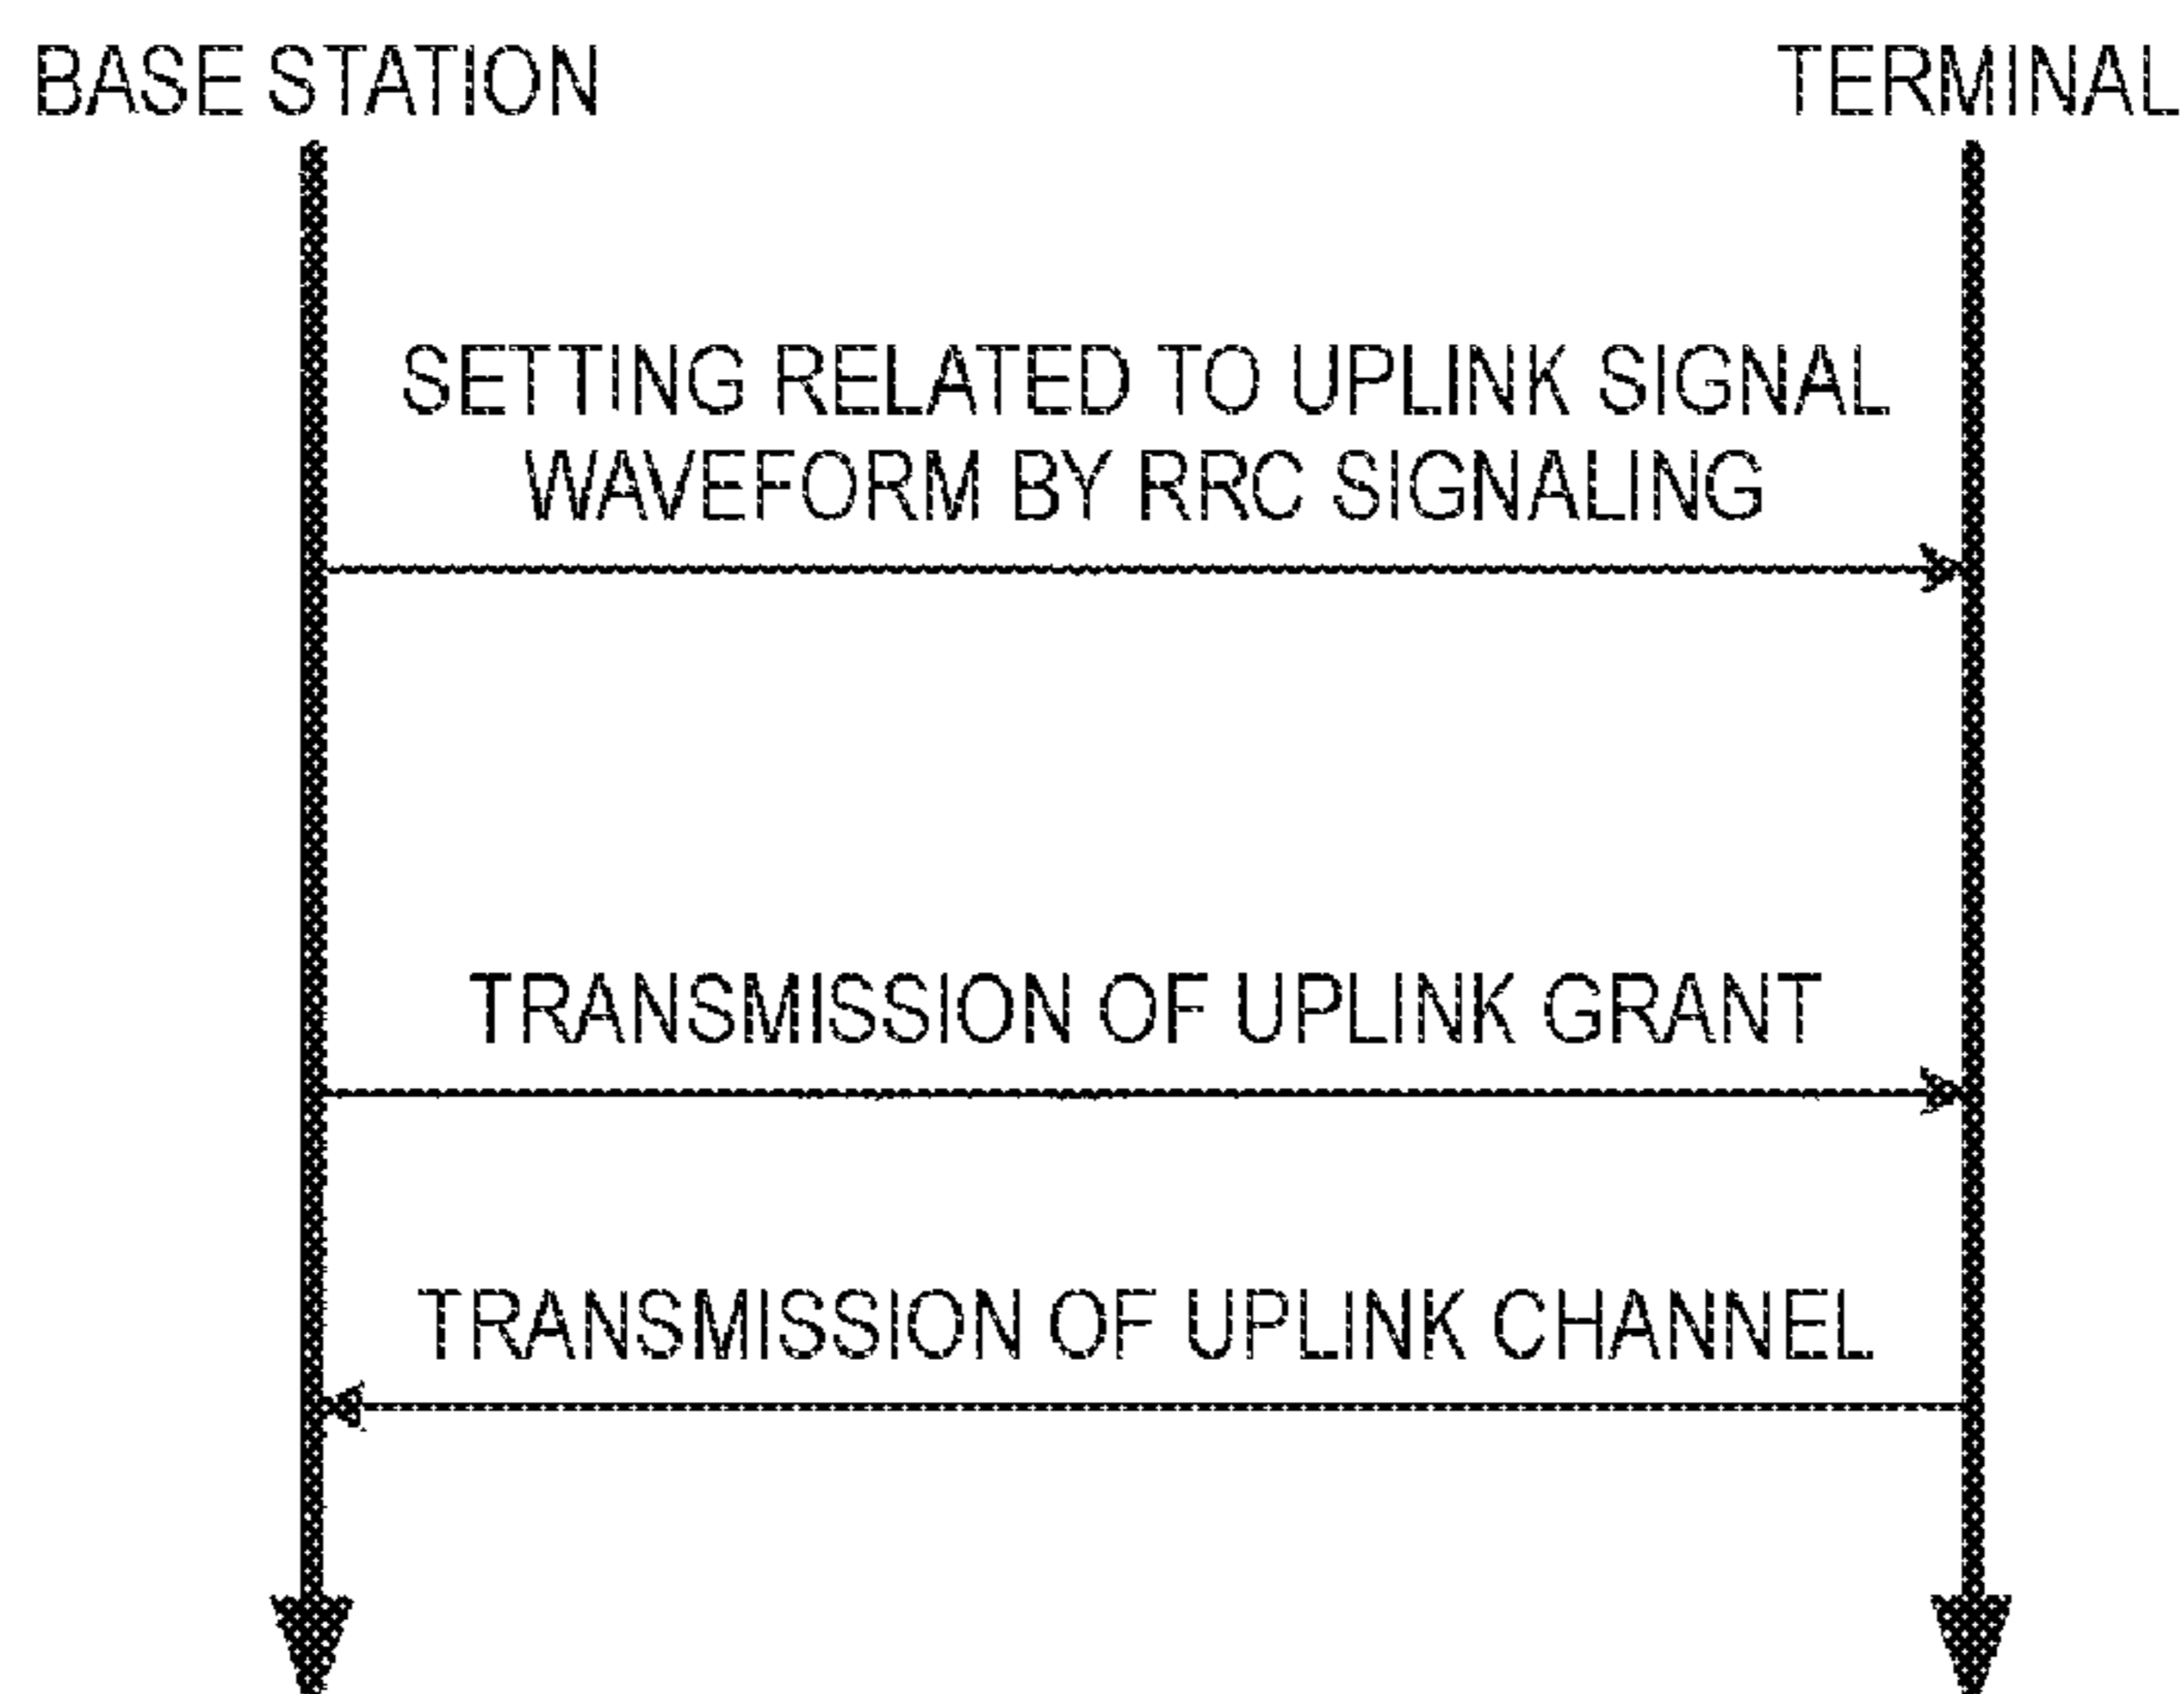 BASE STATION
TERMINAL
SETTING RELATED TO UPLINK SIGNAL
WAVEFORM BY RRC SIGNALING
TRANSMISSION OF UPLINK GRANT
TRANSMISSION OF UPLINK CHANNEL